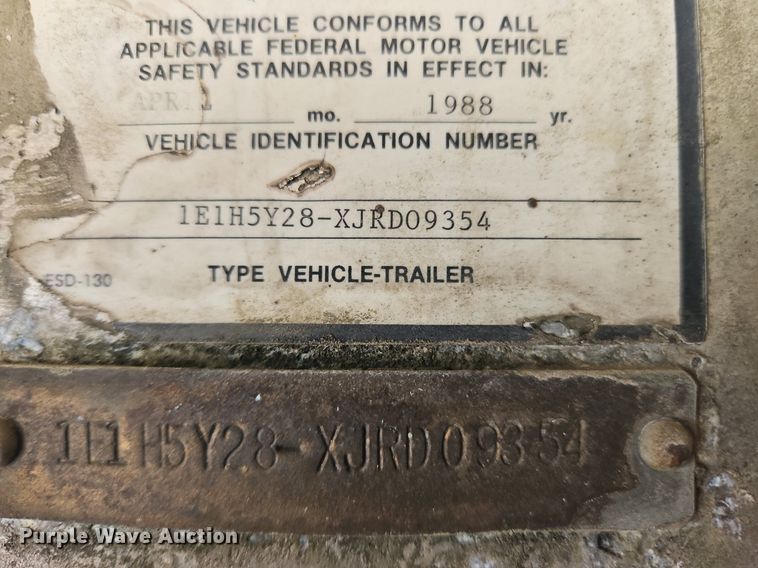 THIS VEHICLE CONFORMS TO ALL
APPLICABLE FEDERAL MOTOR VEHICLE
SAFETY STANDARDS IN EFFECT IN:
APRIL mo. 1988 yr.
VEHICLE IDENTIFICATION NUMBER
1E1H5Y28-XJRD09354
ESD-130 TYPE VEHICLE-TRAILER
1E1H5Y28-XJRD09354
Purple Wave Auction